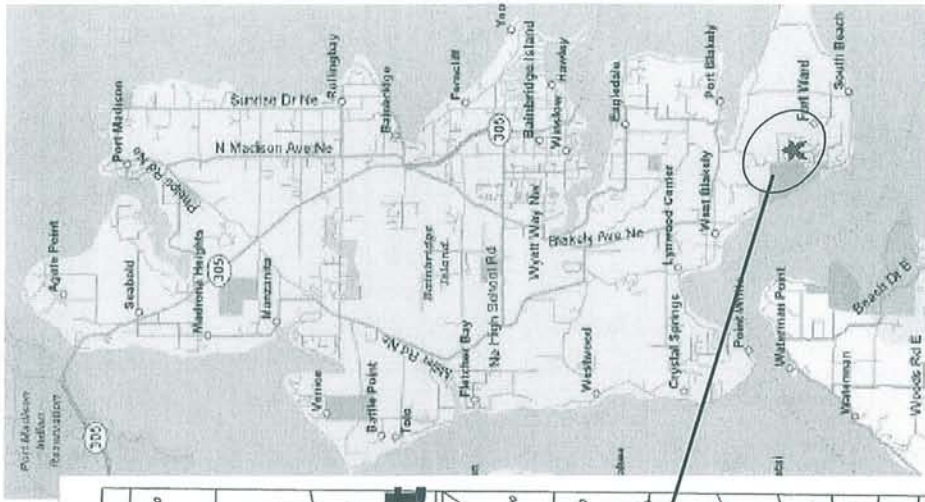 Port Madison
Indian
Reservation
305
Agate Point
Seabold
Port Madison
Phelps Rd Ne
Madrona Heights
305
Manzanita
Sunrise Dr Ne
Rollingbay
N Madison Ave Ne
Venice
Battle Point
Tolo
Miller Rd Ne
Bainbridge
Island
Ferncliff
Yeo
305
Fletcher Bay
Ne High School Rd
Bainbridge Island
Winslow
Hawley
Wyatt Way Nw
Eagledale
Westwood
Blakely Ave Ne
Port Blakely
Lynwood Center
West Blakely
Crystal Springs
Point White
Fort Ward
South Beach
Waterman Point
Beach Dr E
Waterman
Woods Rd E